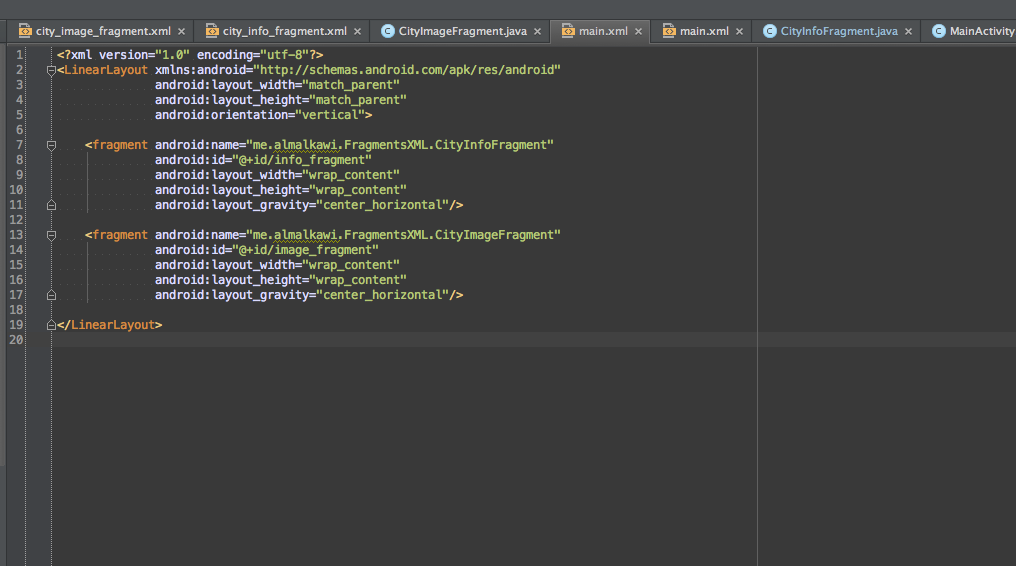 city_image_fragment.xml city_info_fragment.xml CityImageFragment.java main.xml main.xml CityInfoFragment.java MainActivity
1 <?xml version="1.0" encoding="utf-8"?>
2 <LinearLayout xmlns:android="http://schemas.android.com/apk/res/android"
3 android:layout_width="match_parent"
4 android:layout_height="match_parent"
5 android:orientation="vertical">
6
7 <fragment android:name="me.almalkawi.FragmentsXML.CityInfoFragment"
8 android:id="@+id/info_fragment"
9 android:layout_width="wrap_content"
10 android:layout_height="wrap_content"
11 android:layout_gravity="center_horizontal"/>
12
13 <fragment android:name="me.almalkawi.FragmentsXML.CityImageFragment"
14 android:id="@+id/image_fragment"
15 android:layout_width="wrap_content"
16 android:layout_height="wrap_content"
17 android:layout_gravity="center_horizontal"/>
18
19 </LinearLayout>
20